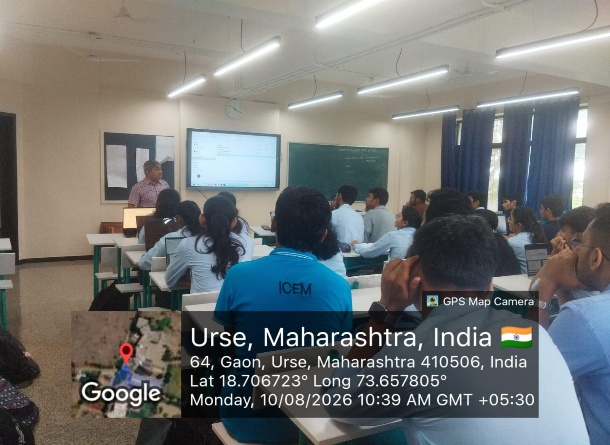 ICEM
GPS Map Camera
Urse, Maharashtra, India 🇮🇳
64, Gaon, Urse, Maharashtra 410506, India
Lat 18.706723° Long 73.657805°
Monday, 10/08/2026 10:39 AM GMT +05:30
Google